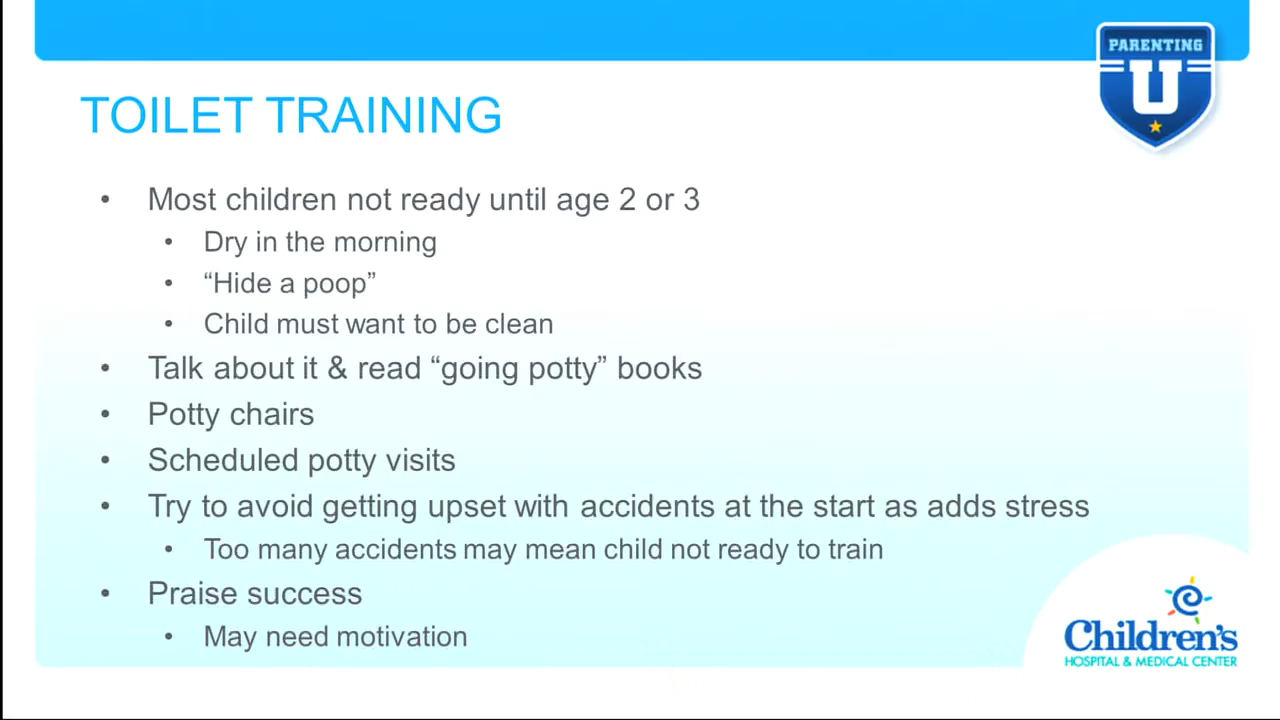 PARENTING
U
TOILET TRAINING
• Most children not ready until age 2 or 3
• Dry in the morning
• “Hide a poop”
• Child must want to be clean
• Talk about it & read “going potty” books
• Potty chairs
• Scheduled potty visits
• Try to avoid getting upset with accidents at the start as adds stress
• Too many accidents may mean child not ready to train
• Praise success
• May need motivation
Children's
HOSPITAL & MEDICAL CENTER